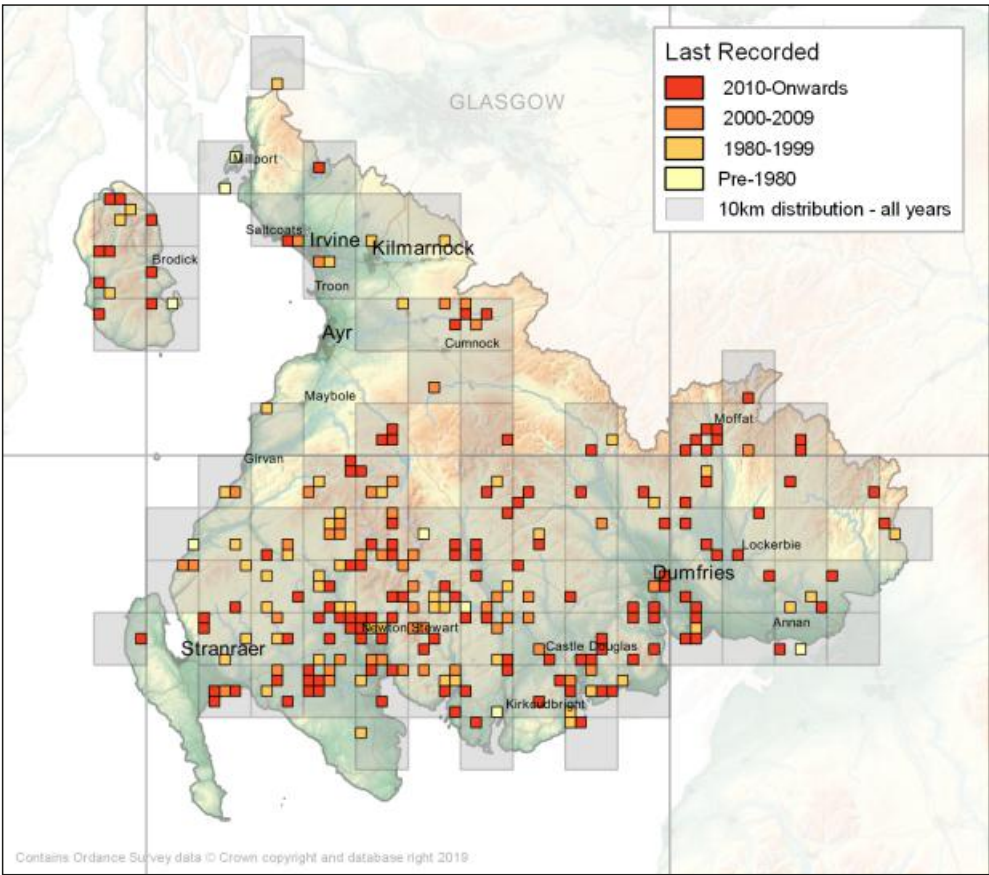 GLASGOW
Last Recorded
2010-Onwards
2000-2009
1980-1999
Pre-1980
10km distribution - all years
Millport
Saltcoats
Irvine
Kilmarnock
Brodick
Troon
Ayr
Cumnock
Maybole
Moffat
Girvan
Lockerbie
Dumfries
Annan
Newton Stewart
Stranraer
Castle Douglas
Kirkcudbright
Contains Ordance Survey data © Crown copyright and database right 2019